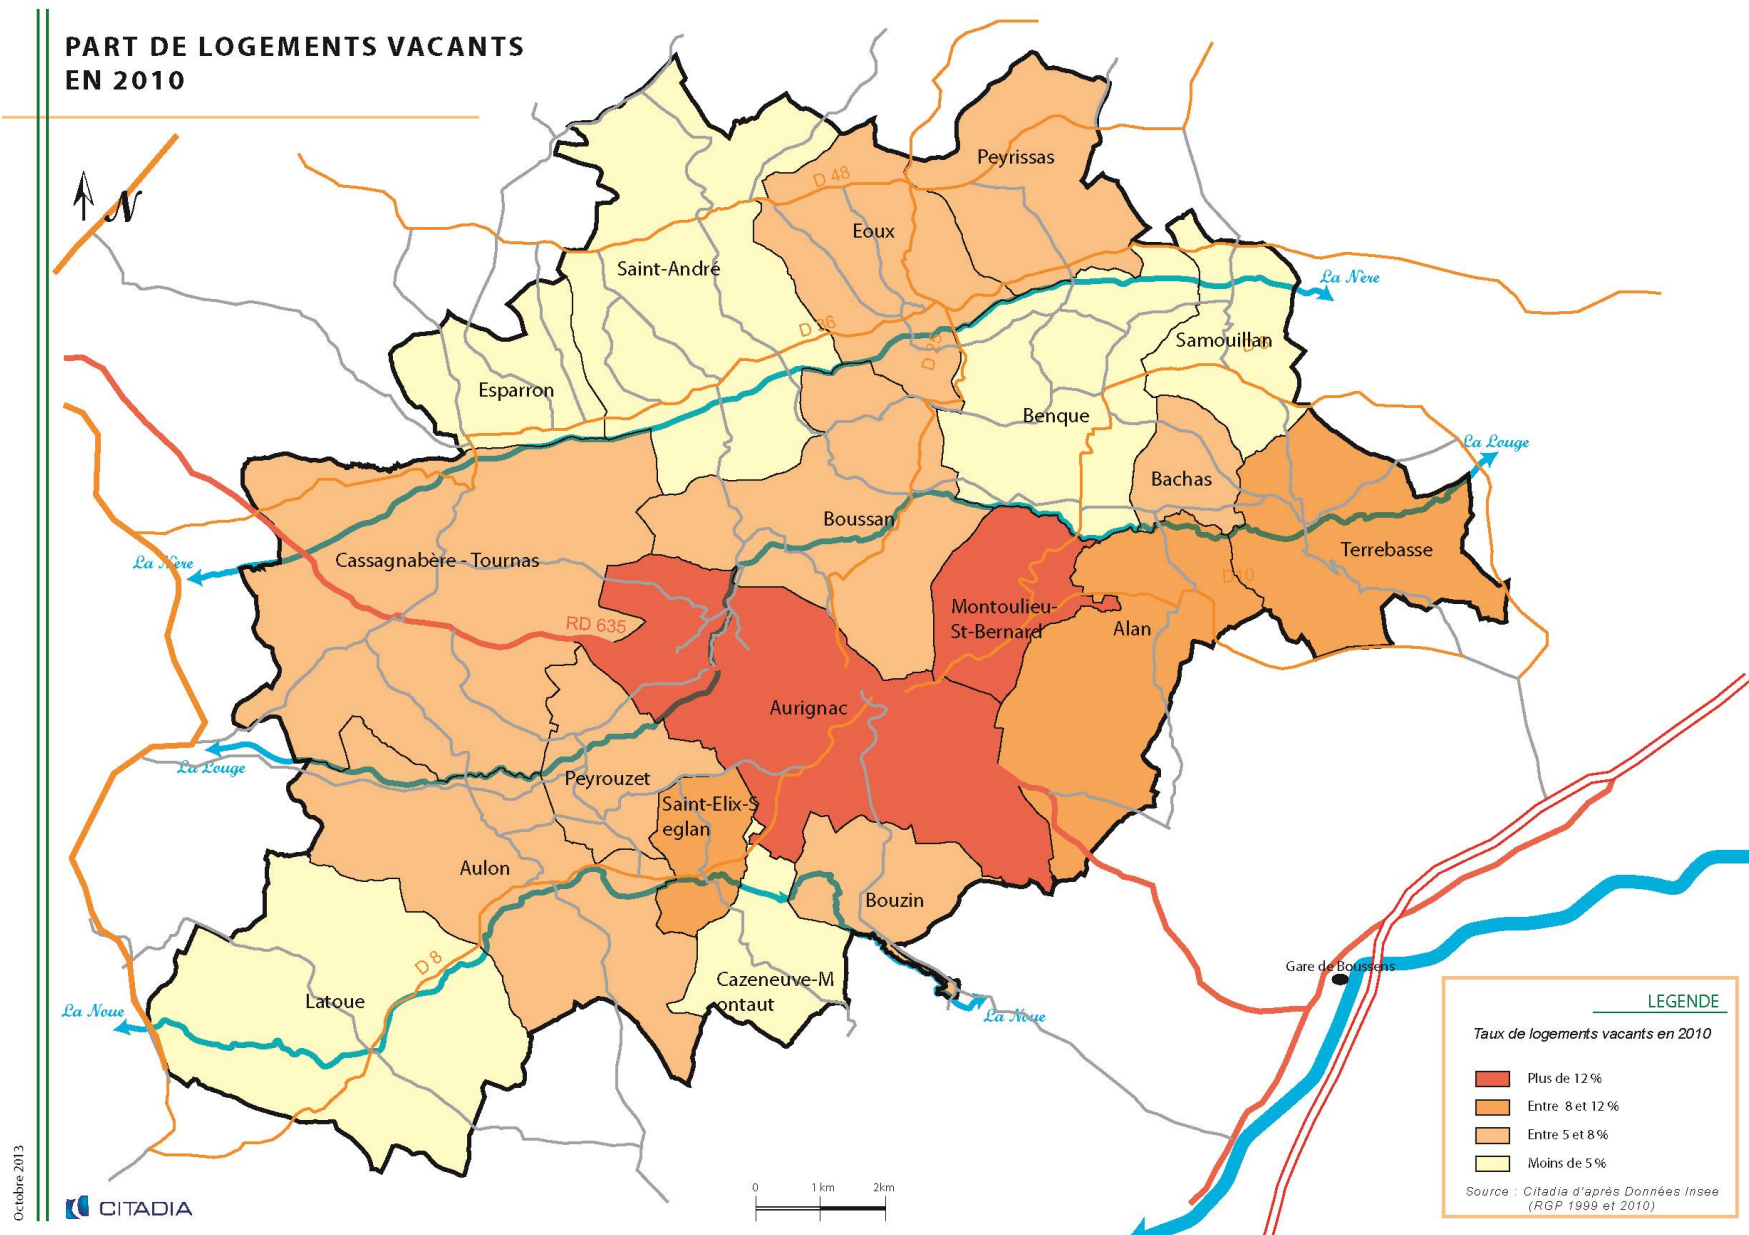 PART DE LOGEMENTS VACANTS
EN 2010
N
Peyrissas
D 48
Eoux
Saint-André
La Nère
D 36
Samouillan
D 8
D 25
Esparron
Benque
La Louge
Bachas
Boussan
Terrebasse
La Nère
Cassagnabère - Tournas
D10
Montoulieu-
St-Bernard
RD 635
Alan
Aurignac
La Louge
Peyrouzet
Saint-Elix-S
eglan
Aulon
Bouzin
D 8
Gare de Boussens
Cazeneuve-M
ontaut
Latoue
La Noue
La Noue
LEGENDE
Taux de logements vacants en 2010
Plus de 12 %
Entre 8 et 12 %
Entre 5 et 8 %
Moins de 5 %
Source : Citadia d'après Données Insee
(RGP 1999 et 2010)
0 1 km 2km
Octobre 2013
CITADIA